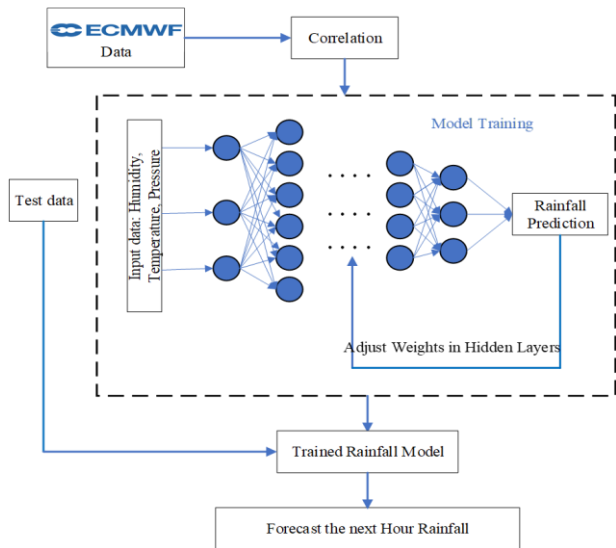 ECMWF
Data
Correlation
Model Training
Input data: Humidity,
Temperature, Pressure
Test data
Rainfall
Prediction
Adjust Weights in Hidden Layers
Trained Rainfall Model
Forecast the next Hour Rainfall